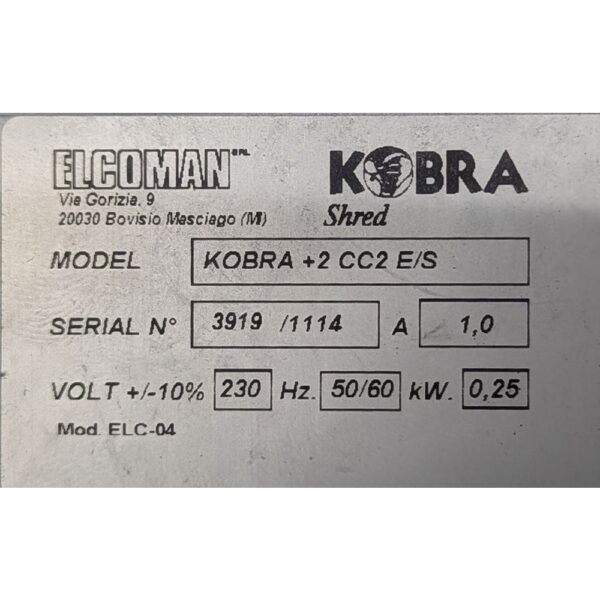 ELCOMAN SRL
KOBRA
Via Gorizia, 9
20030 Bovisio Masciago (MI)
Shred
MODEL KOBRA +2 CC2 E/S
SERIAL N° 3919 /1114 A 1,0
VOLT +/-10% 230 Hz. 50/60 kW. 0,25
Mod. ELC-04